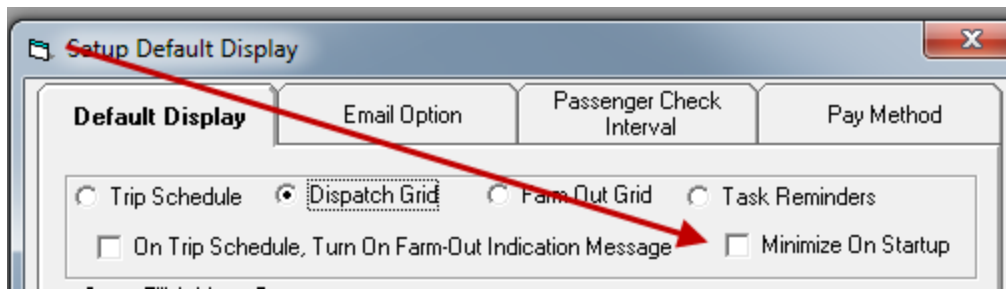 Setup Default Display
Default Display
Email Option
Passenger Check
Interval
Pay Method
Trip Schedule
Dispatch Grid
Farm-Out Grid
Task Reminders
On Trip Schedule, Turn On Farm-Out Indication Message
Minimize On Startup